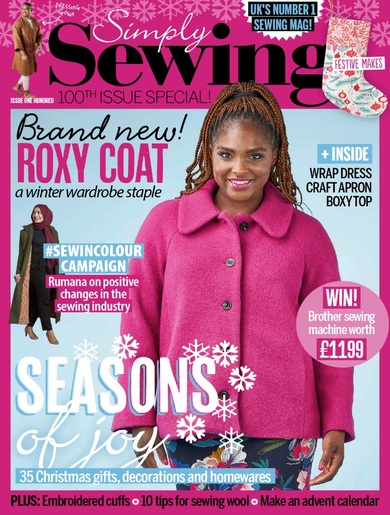 UK'S NUMBER 1
SEWING MAG!
Simply
Sewing
ISSUE ONE HUNDRED
100TH ISSUE SPECIAL!
FESTIVE MAKES
Brand new!
ROXY COAT
a winter wardrobe staple
+ INSIDE
WRAP DRESS
CRAFT APRON
BOXY TOP
#SEWINCOLOUR
CAMPAIGN
Rumana on positive
changes in the
sewing industry
WIN!
Brother sewing
machine worth
£1199
SEASONS
of joy
35 Christmas gifts, decorations and homewares
PLUS: Embroidered cuffs • 10 tips for sewing wool • Make an advent calendar